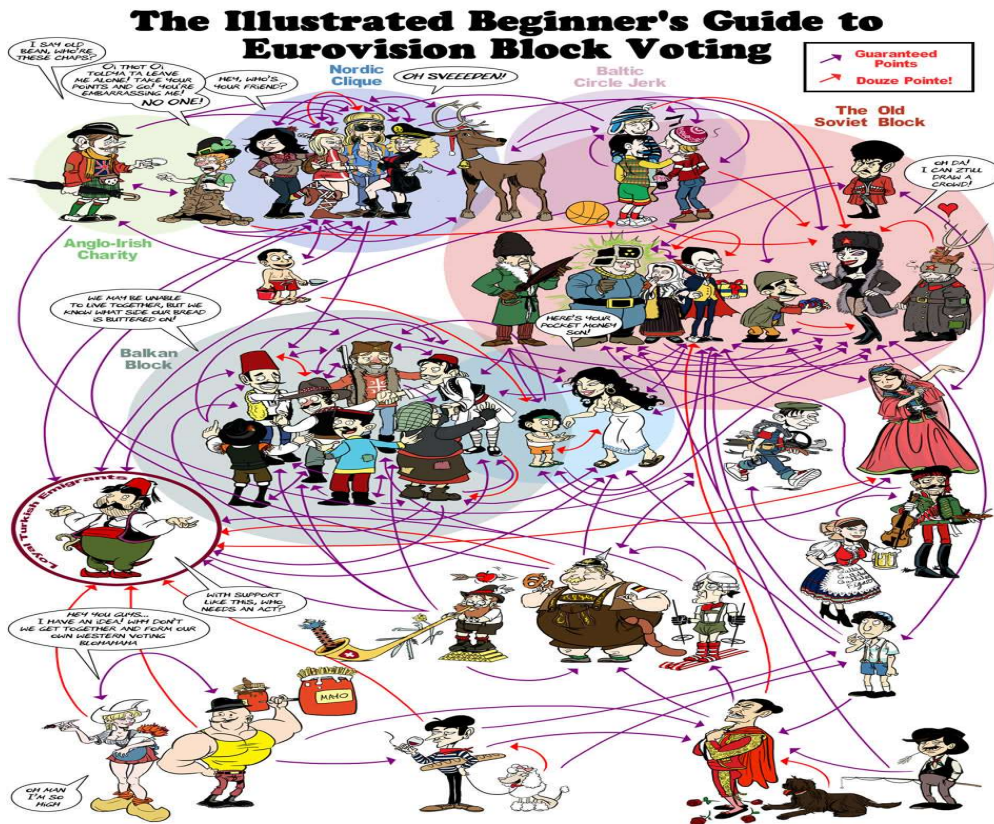 The Illustrated Beginner's Guide to
Eurovision Block Voting
Guaranteed
Points
Douze Pointe!
I SAY OLD
BEAN, WHO'RE
THESE CHAPS?
OI THOT OI
TOLDMA TA LEAVE
ME ALONE! TAKE YOUR
POINTS AND GO! YOU'RE
EMBARRASSING ME!
NO ONE!
HEY, WHO'S
YOUR FRIEND?
Nordic
Clique
OH SVEEEDEN!
Baltic
Circle Jerk
The Old
Soviet Block
OH DA!
I CAN ZTILL
DRAW A
CROWD!
Anglo-Irish
Charity
WE MAY BE UNABLE
TO LIVE TOGETHER, BUT WE
KNOW WHAT SIDE OUR BREAD
IS BUTTERED ON!
HERE'S YOUR
POCKET MONEY
SON!
Balkan
Block
Loyal Turkish Emigrants
WITH SUPPORT
LIKE THIS, WHO
NEEDS AN ACT?
HEY YOU GUYS...
I HAVE AN IDEA! WHY DON'T
WE GET TOGETHER AND FORM OUR
OWN WESTERN VOTING
BLOHAHAHA
MAYO
OH MAN
I'M SO
HIGH